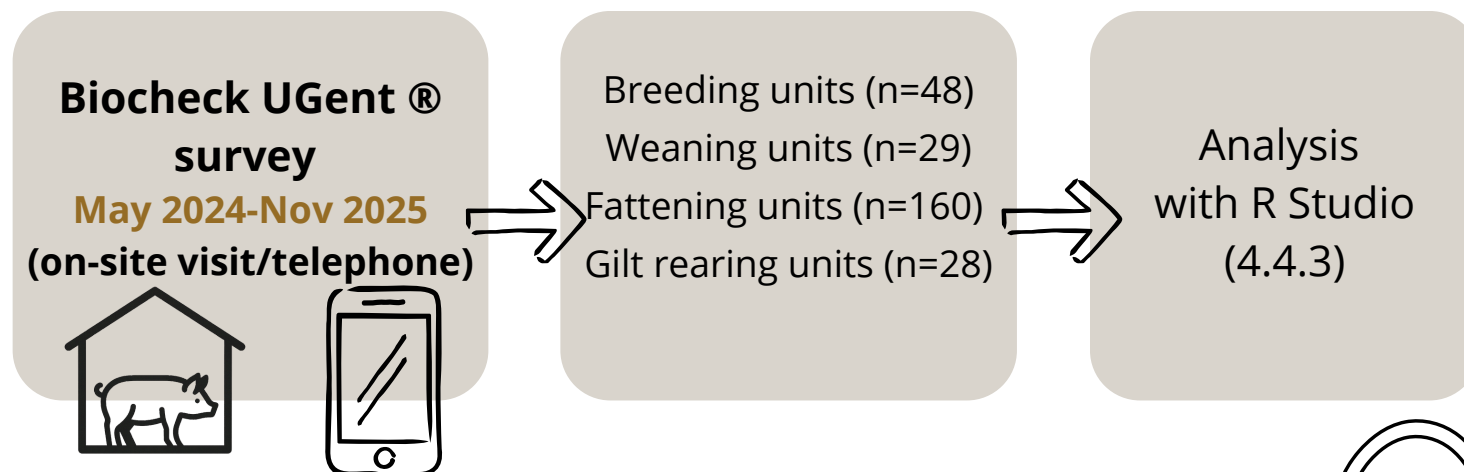 Biocheck UGent ®
survey
May 2024-Nov 2025
(on-site visit/telephone)
Breeding units (n=48)
Weaning units (n=29)
Fattening units (n=160)
Gilt rearing units (n=28)
Analysis
with R Studio
(4.4.3)